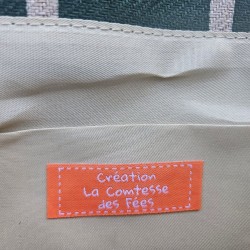 Création
La Comtesse
des Fées